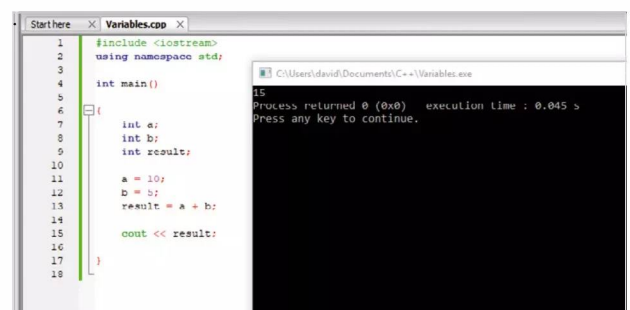 Start here × Variables.cpp ×
1 #include <iostream>
2 using namespace std;
3
4 int main()
5
6 {
7 int a;
8 int b;
9 int result;
10
11 a = 10;
12 b = 5;
13 result = a + b;
14
15 cout << result;
16
17 }
18
C:\Users\david\Documents\C++\Variables.exe
15
Process returned 0 (0x0) execution time : 0.045 s
Press any key to continue.